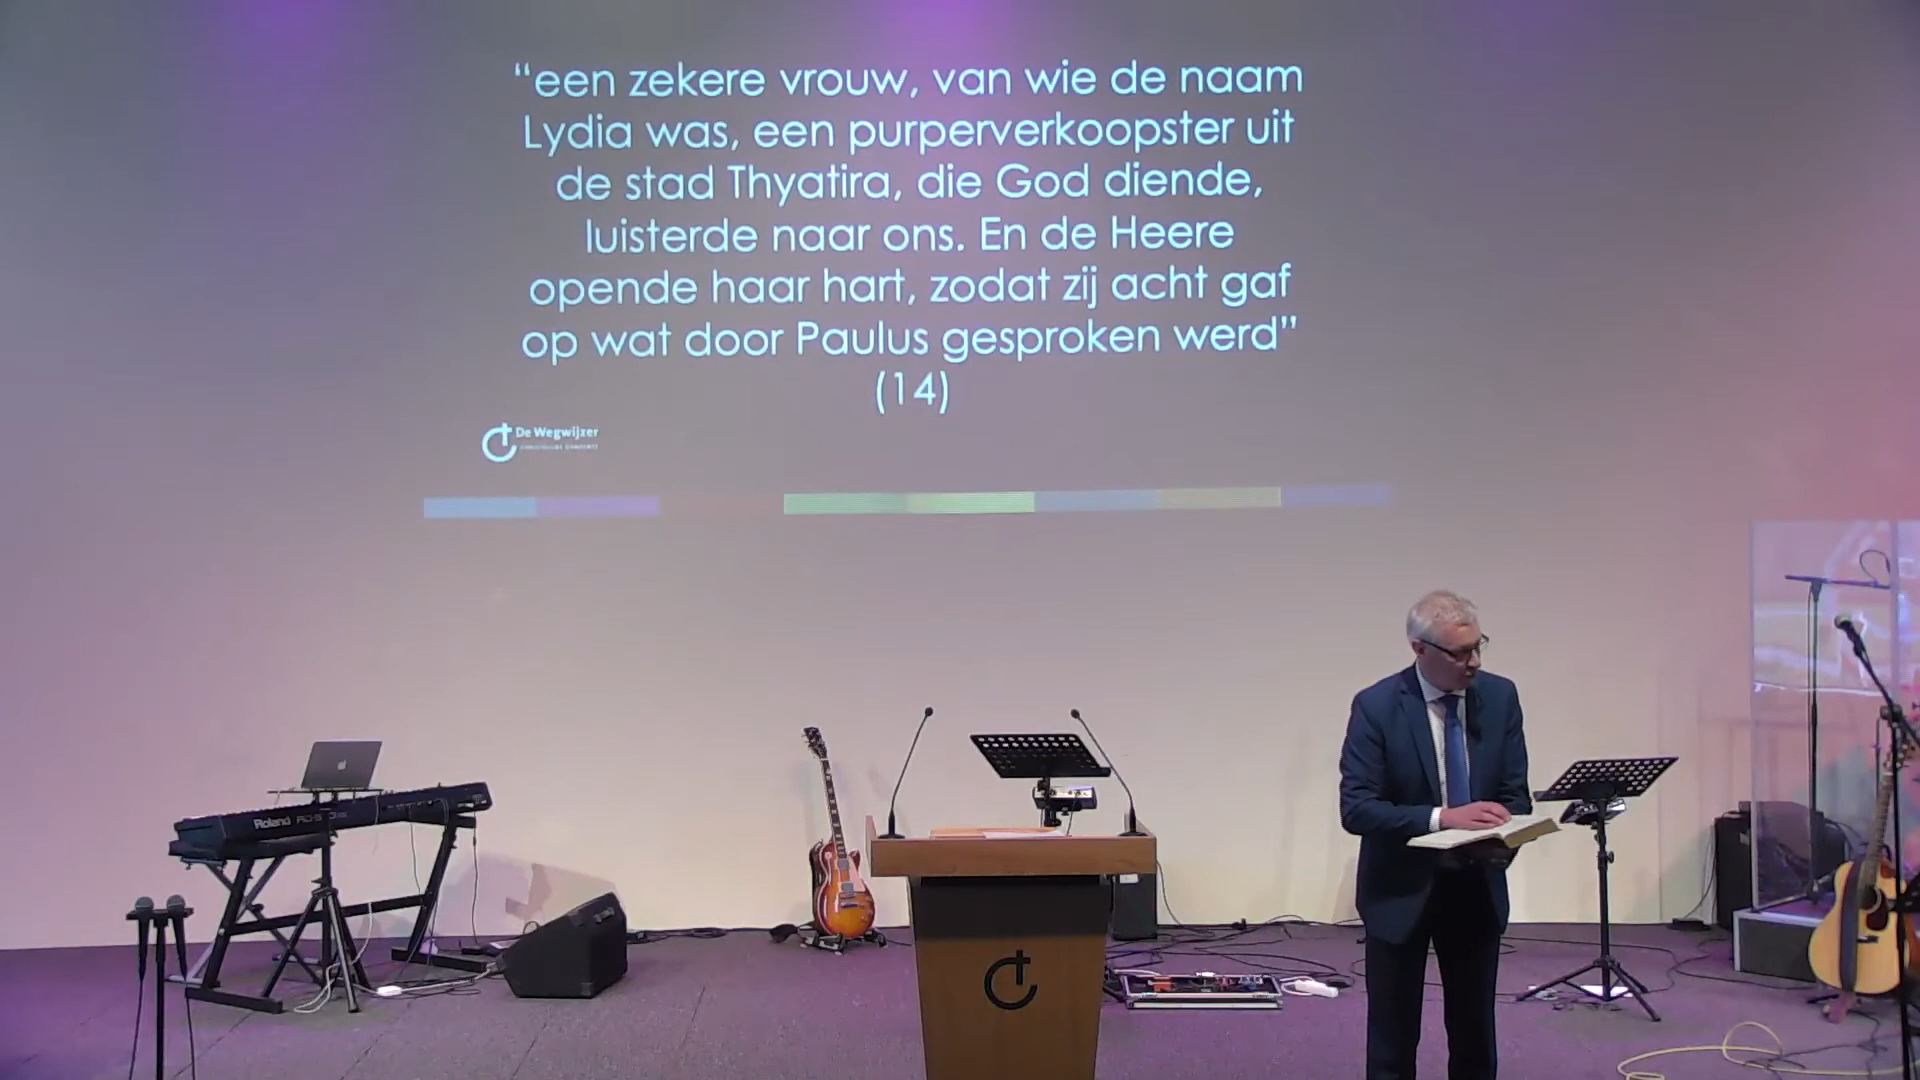 “een zekere vrouw, van wie de naam
Lydia was, een purperverkoopster uit
de stad Thyatira, die God diende,
luisterde naar ons. En de Heere
opende haar hart, zodat zij acht gaf
op wat door Paulus gesproken werd”
(14)
De Wegwijzer
Roland